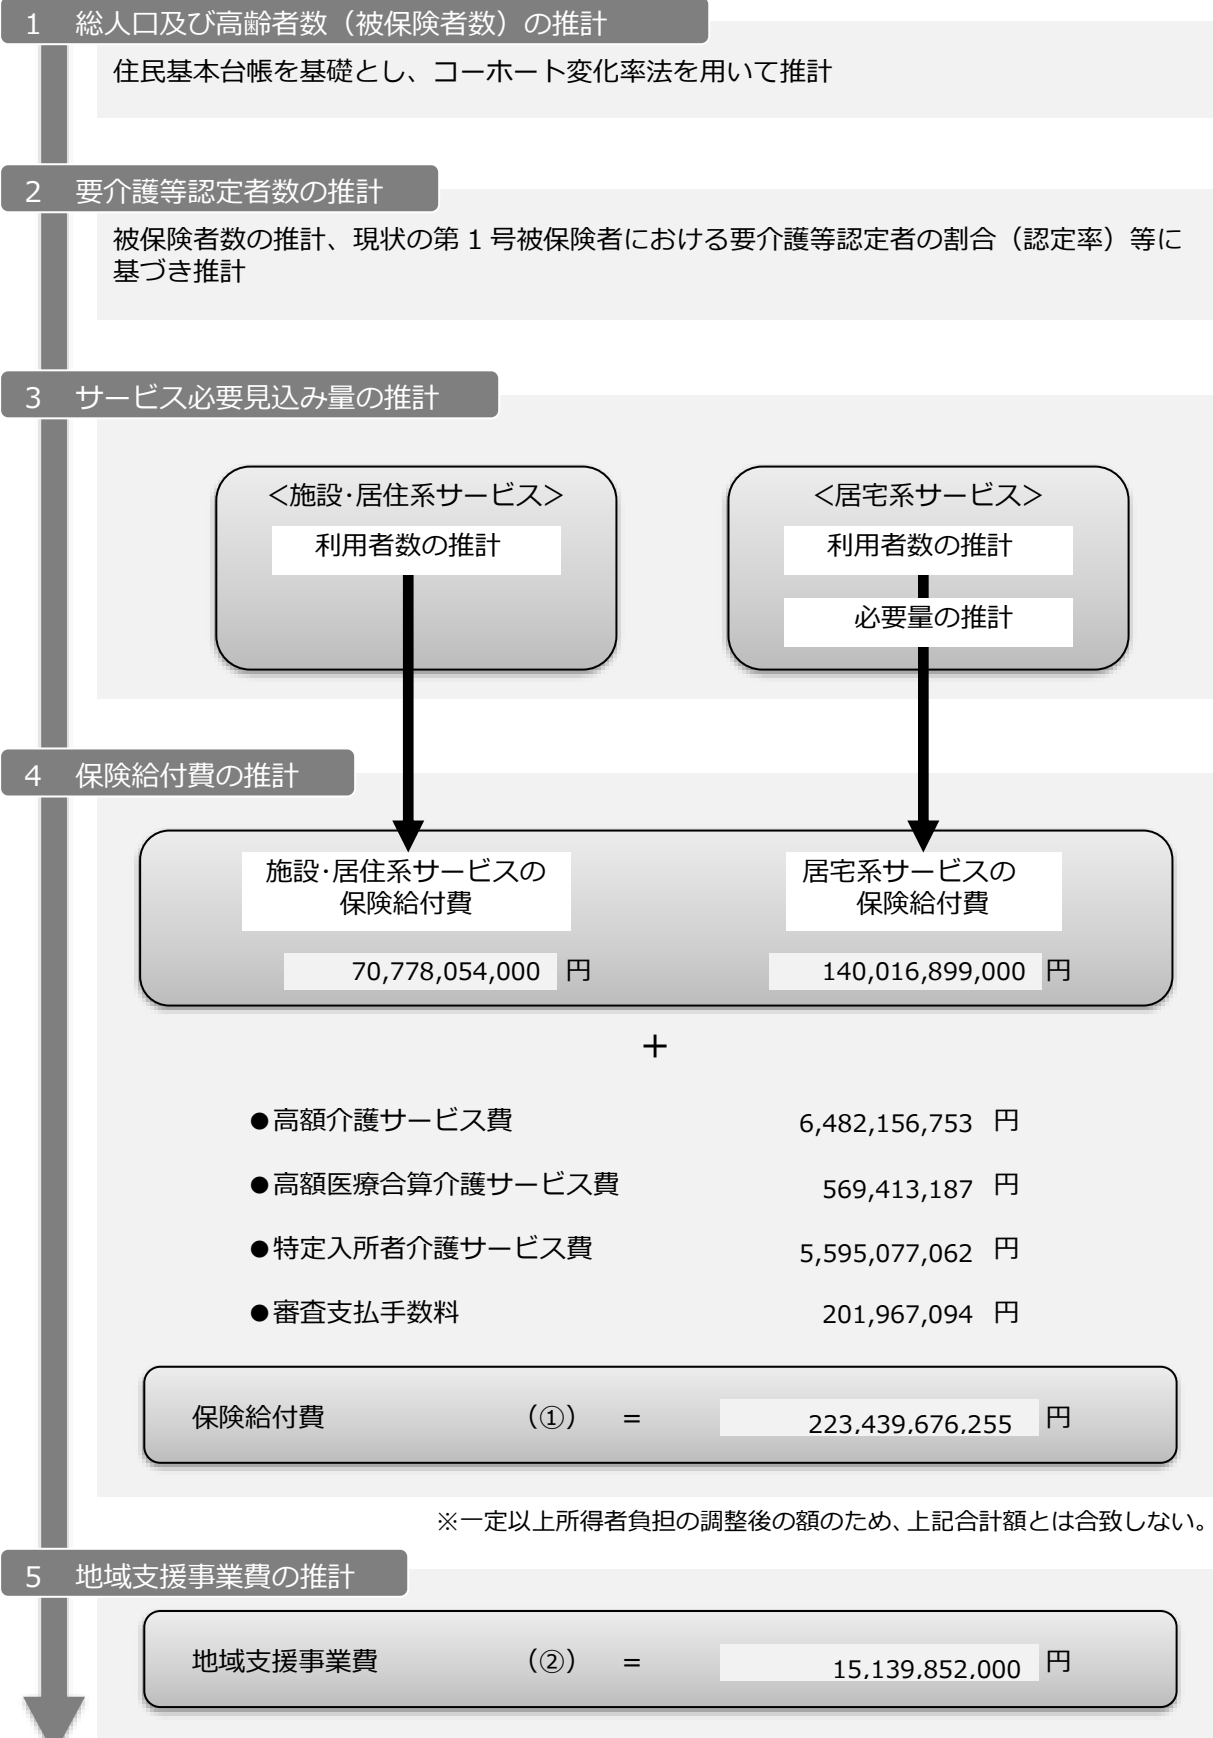 1 総人口及び高齢者数（被保険者数）の推計
住民基本台帳を基礎とし、コーホート変化率法を用いて推計
2 要介護等認定者数の推計
被保険者数の推計、現状の第１号被保険者における要介護等認定者の割合（認定率）等に
基づき推計
3 サービス必要見込み量の推計
＜施設･居住系サービス＞
利用者数の推計
＜居宅系サービス＞
利用者数の推計
必要量の推計
4 保険給付費の推計
施設･居住系サービスの
保険給付費
70,778,054,000 円
居宅系サービスの
保険給付費
140,016,899,000 円
＋
●高額介護サービス費 6,482,156,753 円
●高額医療合算介護サービス費 569,413,187 円
●特定入所者介護サービス費 5,595,077,062 円
●審査支払手数料 201,967,094 円
保険給付費 （①） ＝ 223,439,676,255 円
※一定以上所得者負担の調整後の額のため、上記合計額とは合致しない。
5 地域支援事業費の推計
地域支援事業費 （②） ＝ 15,139,852,000 円